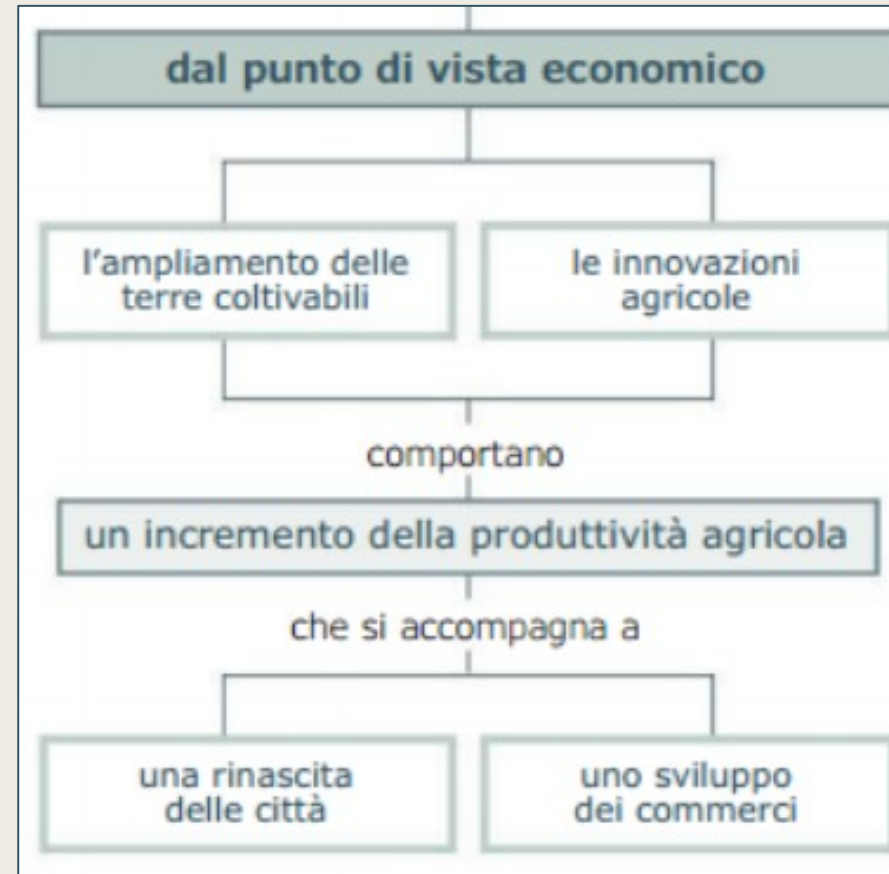 dal punto di vista economico
l'ampliamento delle
terre coltivabili
le innovazioni
agricole
comportano
un incremento della produttività agricola
che si accompagna a
una rinascita
delle città
uno sviluppo
dei commerci